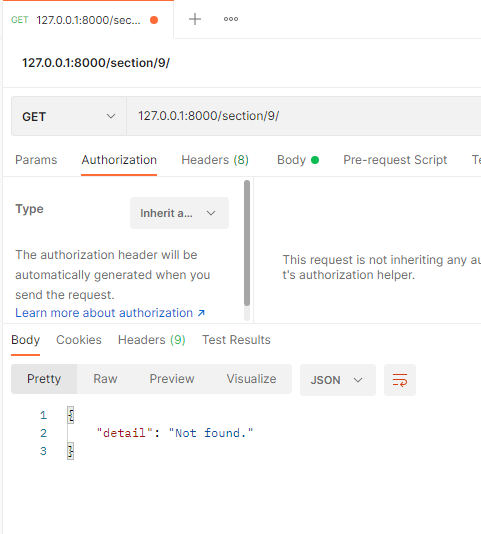 GET 127.0.0.1:8000/sec...
127.0.0.1:8000/section/9/
GET 127.0.0.1:8000/section/9/
Params Authorization Headers (8) Body Pre-request Script
Type Inherit a...
The authorization header will be
automatically generated when you
send the request.
Learn more about authorization ↗
This request is not inheriting any
t's authorization helper.
Body Cookies Headers (9) Test Results
Pretty Raw Preview Visualize JSON
1 {
2 "detail": "Not found."
3 }